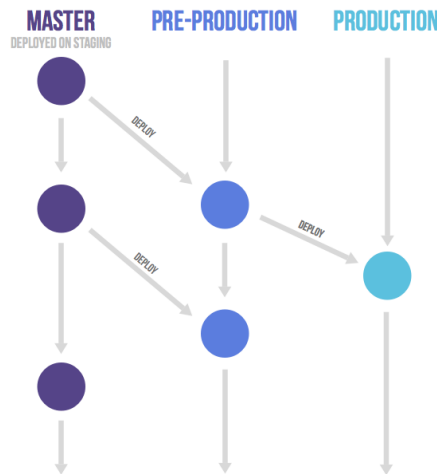 MASTER
DEPLOYED ON STAGING
PRE-PRODUCTION
PRODUCTION
DEPLOY
DEPLOY
DEPLOY